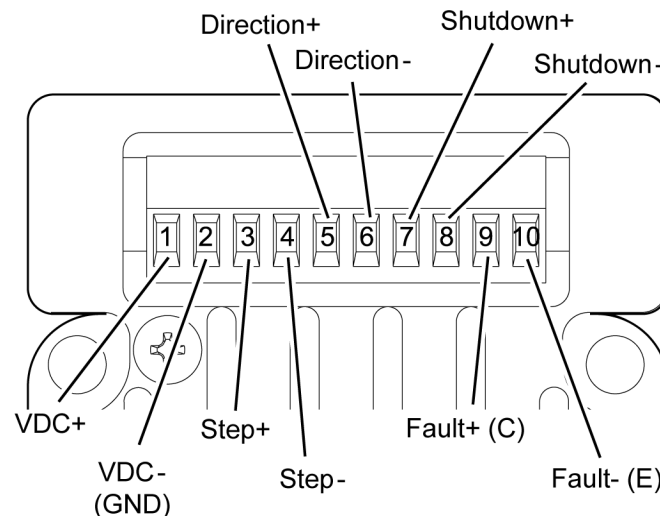 Direction+
Shutdown+
Direction-
Shutdown-
1 2 3 4 5 6 7 8 9 10
VDC+
Step+
Fault+ (C)
VDC-
(GND)
Step-
Fault- (E)